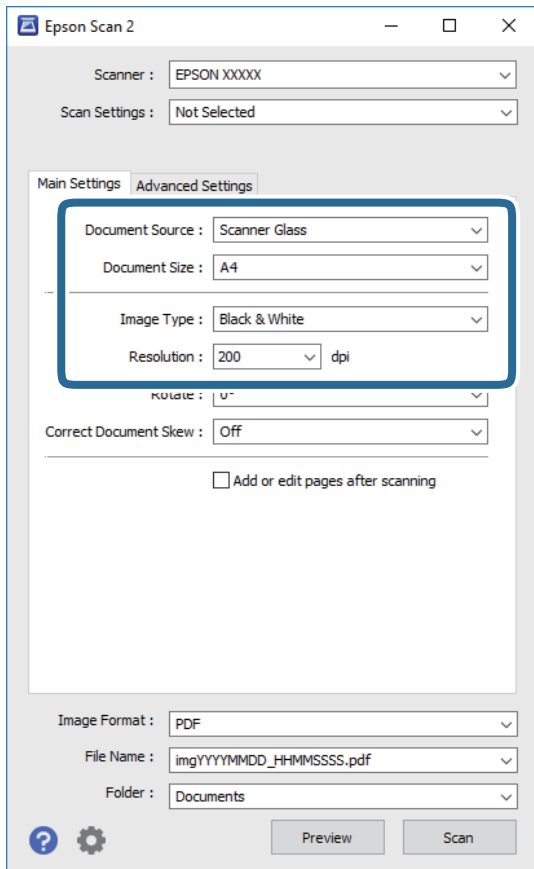 Epson Scan 2
Scanner : EPSON XXXXX
Scan Settings : Not Selected
Main Settings Advanced Settings
Document Source : Scanner Glass
Document Size : A4
Image Type : Black & White
Resolution : 200 dpi
Rotate : 0°
Correct Document Skew : Off
Add or edit pages after scanning
Image Format : PDF
File Name : imgYYYYMMDD_HHMMSSSS.pdf
Folder : Documents
? Preview Scan